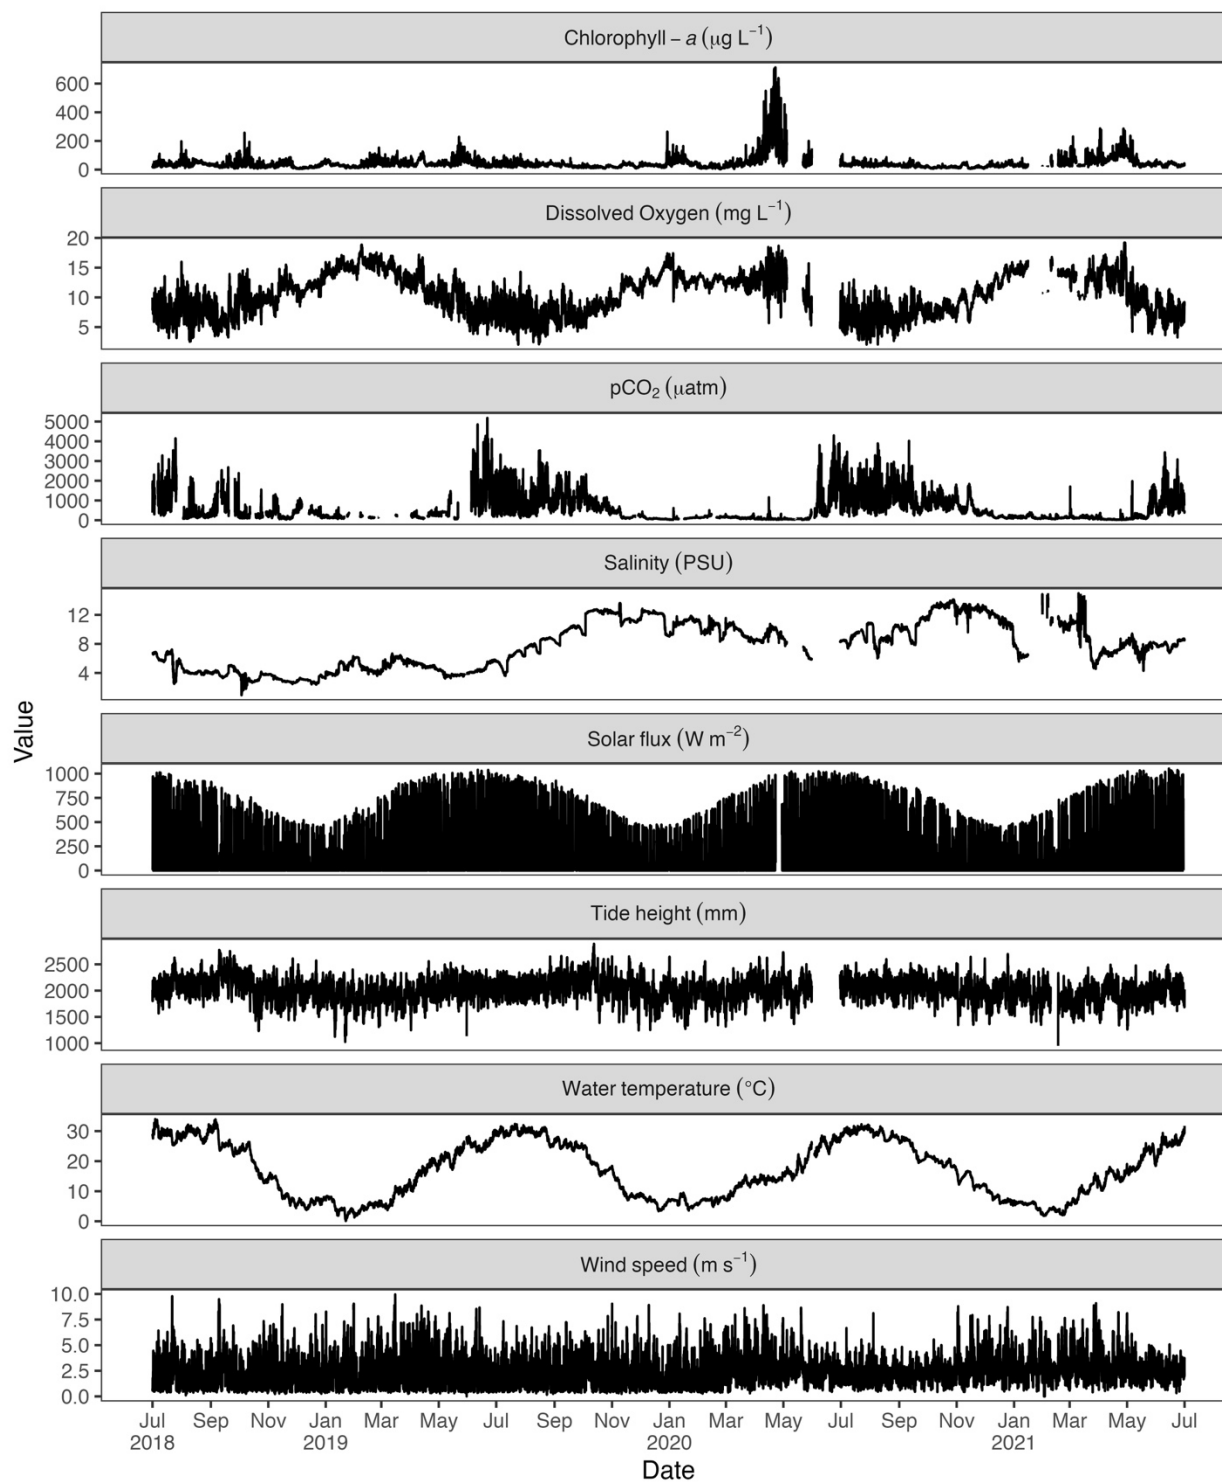 Chlorophyll – a (μg L⁻¹)
600
400
200
0
Dissolved Oxygen (mg L⁻¹)
20
15
10
5
pCO₂ (μatm)
5000
4000
3000
2000
1000
0
Salinity (PSU)
12
8
4
Solar flux (W m⁻²)
1000
750
500
250
0
Tide height (mm)
2500
2000
1500
1000
Water temperature (°C)
30
20
10
0
Wind speed (m s⁻¹)
10.0
7.5
5.0
2.5
0.0
Value
Jul Sep Nov Jan Mar May Jul Sep Nov Jan Mar May Jul Sep Nov Jan Mar May Jul
2018 2019 2020 2021
Date